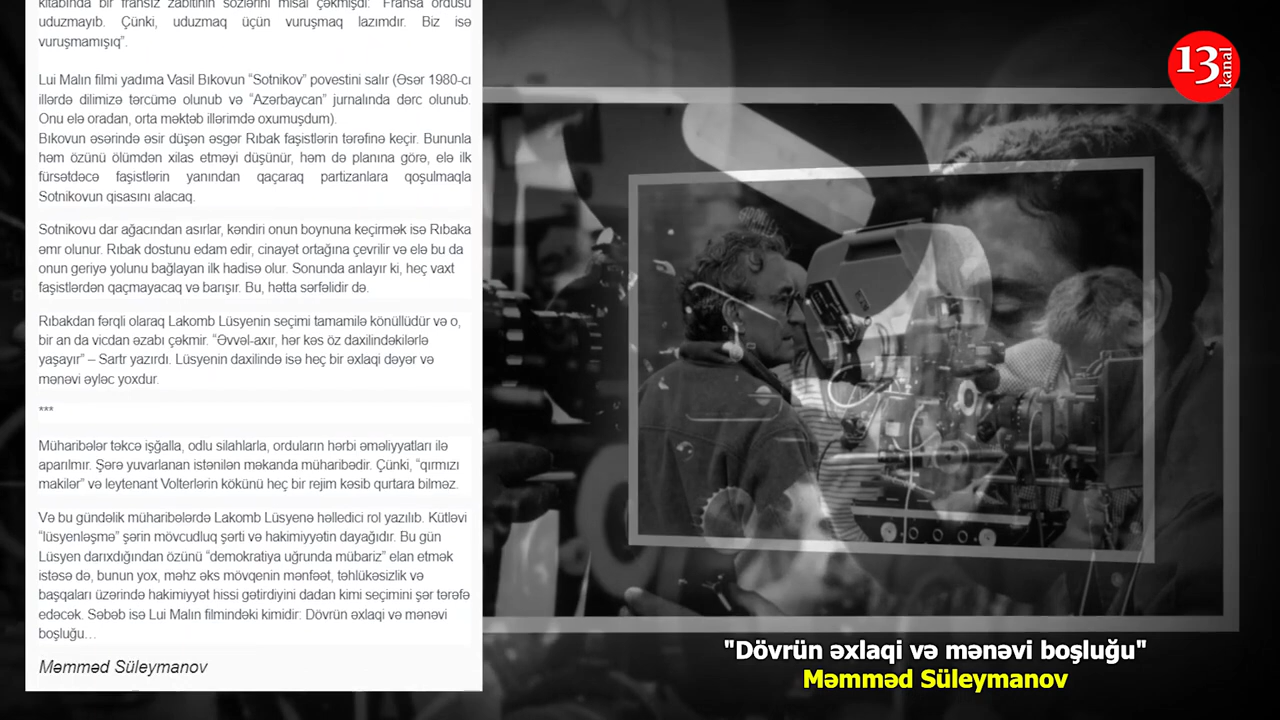 kitabında bir fransız zabitinin sözlərini misal çəkmişdi: “Fransa ordusu
uduzmayıb. Çünki, uduzmaq üçün vuruşmaq lazımdır. Biz isə
vuruşmamışıq”.
Lui Malın filmi yadıma Vasil Bıkovun “Sotnikov” povestini salır (Əsər 1980-cı
illərdə dilimizə tərcümə olunub və “Azərbaycan” jurnalında dərc olunub.
Onu elə oradan, orta məktəb illərimdə oxumuşdum).
Bıkovun əsərində əsir düşən əsgər Rıbak faşistlərin tərəfinə keçir. Bununla
həm özünü ölümdən xilas etməyi düşünür, həm də planına görə, elə ilk
fürsətdəcə faşistlərin yanından qaçaraq partizanlara qoşulmaqla
Sotnikovun qisasını alacaq.
Sotnikovu dar ağacından asırlar, kəndiri onun boynuna keçirmək isə Rıbaka
əmr olunur. Rıbak dostunu edam edir, cinayət ortağına çevrilir və elə bu da
onun geriyə yolunu bağlayan ilk hadisə olur. Sonunda anlayır ki, heç vaxt
faşistlərdən qaçmayacaq və barışır. Bu, hətta sərfəlidir də.
Rıbakdan fərqli olaraq Lakomb Lüsyenin seçimi tamamilə könüllüdür və o,
bir an da vicdan əzabı çəkmir. “Əvvəl-axır, hər kəs öz daxilindəkilərlə
yaşayır” – Sartr yazırdı. Lüsyenin daxilində isə heç bir əxlaqi dəyər və
mənəvi əyləc yoxdur.
***
Müharibələr təkcə işğalla, odlu silahlarla, orduların hərbi əməliyyatları ilə
aparılmır. Şərə yuvarlanan istənilən məkanda müharibədir. Çünki, “qırmızı
makilər” və leytenant Volterlərin kökünü heç bir rejim kəsib qurtara bilməz.
Və bu gündəlik müharibələrdə Lakomb Lüsyenə həlledici rol yazılıb. Kütləvi
“lüsyenləşmə” şərin mövcudluq şərti və hakimiyyətin dayağıdır. Bu gün
Lüsyen darıxdığından özünü “demokratiya uğrunda mübariz” elan etmək
istəsə də, bunun yox, məhz əks mövqenin mənfəət, təhlükəsizlik və
başqaları üzərində hakimiyyət hissi gətirdiyini dadan kimi seçimini şər tərəfə
edəcək. Səbəb isə Lui Malın filmindəki kimidir: Dövrün əxlaqi və mənəvi
boşluğu…
Məmməd Süleymanov
13
kanal
"Dövrün əxlaqi və mənəvi boşluğu"
Məmməd Süleymanov